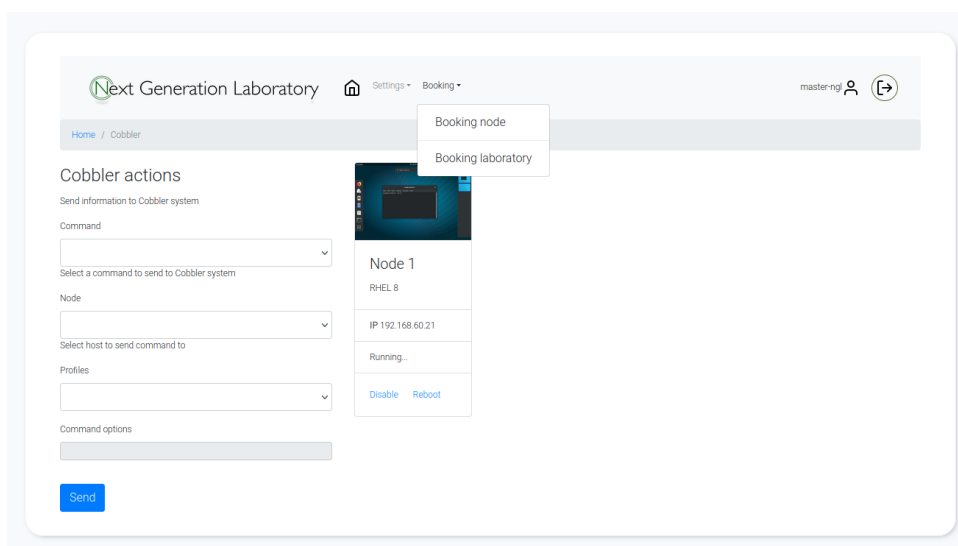 Next Generation Laboratory
Settings
Booking
master-ngl
Booking node
Booking laboratory
Home / Cobbler
Cobbler actions
Send information to Cobbler system
Command
Select a command to send to Cobbler system
Node
Select host to send command to
Profiles
Command options
Send
Node 1
RHEL 8
IP 192.168.60.21
Running...
Disable Reboot